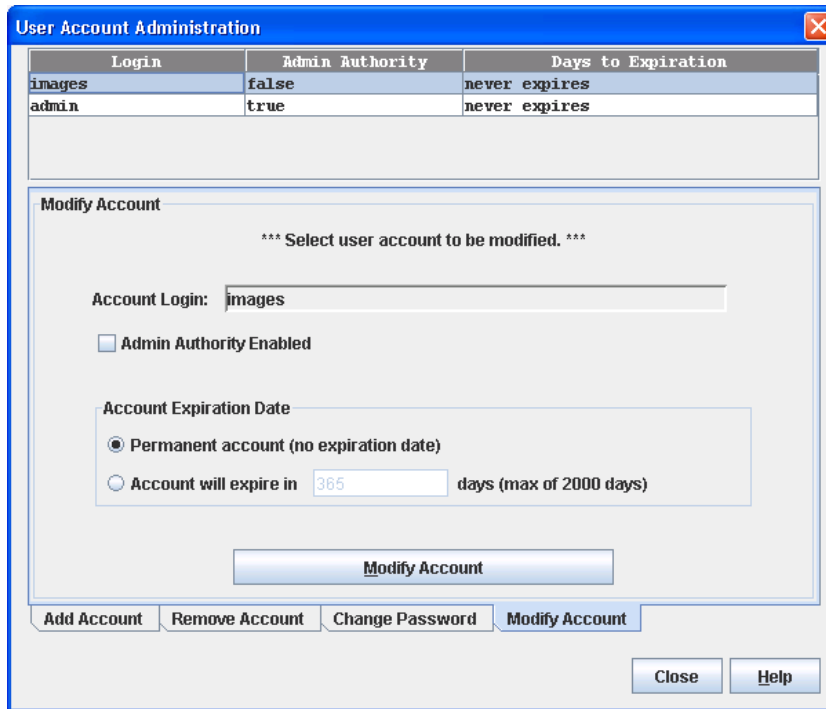 User Account Administration
Login Admin Authority Days to Expiration
images false never expires
admin true never expires
Modify Account
*** Select user account to be modified. ***
Account Login: images
Admin Authority Enabled
Account Expiration Date
Permanent account (no expiration date)
Account will expire in 365 days (max of 2000 days)
Modify Account
Add Account Remove Account Change Password Modify Account
Close Help